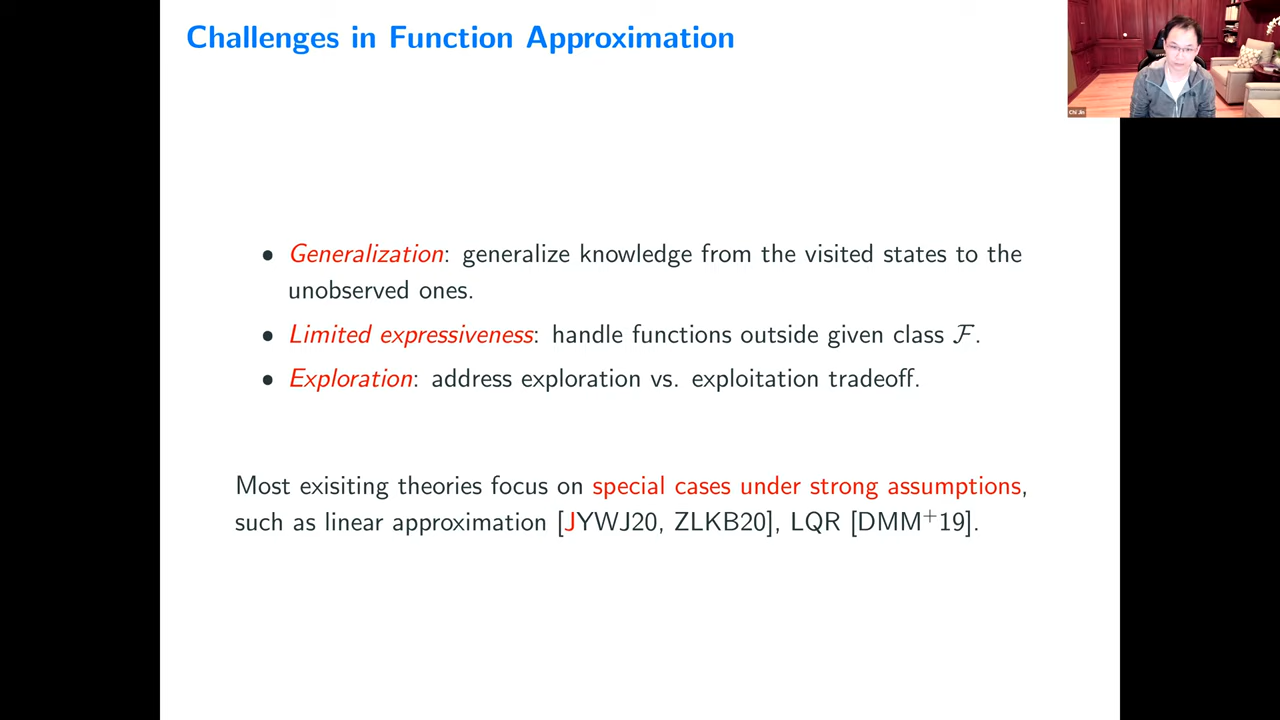 Challenges in Function Approximation
Chi Jin
• Generalization: generalize knowledge from the visited states to the
unobserved ones.
• Limited expressiveness: handle functions outside given class 𝓕.
• Exploration: address exploration vs. exploitation tradeoff.
Most exisiting theories focus on special cases under strong assumptions,
such as linear approximation [JYWJ20, ZLKB20], LQR [DMM⁺19].